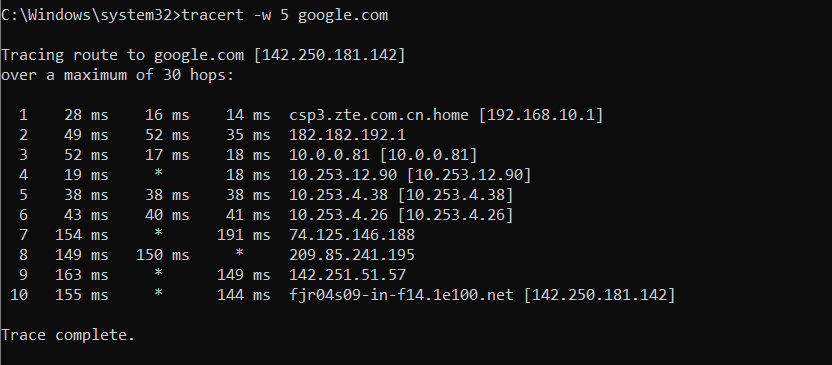 C:\Windows\system32>tracert -w 5 google.com
Tracing route to google.com [142.250.181.142]
over a maximum of 30 hops:
1 28 ms 16 ms 14 ms csp3.zte.com.cn.home [192.168.10.1]
2 49 ms 52 ms 35 ms 182.182.192.1
3 52 ms 17 ms 18 ms 10.0.0.81 [10.0.0.81]
4 19 ms * 18 ms 10.253.12.90 [10.253.12.90]
5 38 ms 38 ms 38 ms 10.253.4.38 [10.253.4.38]
6 43 ms 40 ms 41 ms 10.253.4.26 [10.253.4.26]
7 154 ms * 191 ms 74.125.146.188
8 149 ms 150 ms * 209.85.241.195
9 163 ms * 149 ms 142.251.51.57
10 155 ms * 144 ms fjr04s09-in-f14.1e100.net [142.250.181.142]
Trace complete.